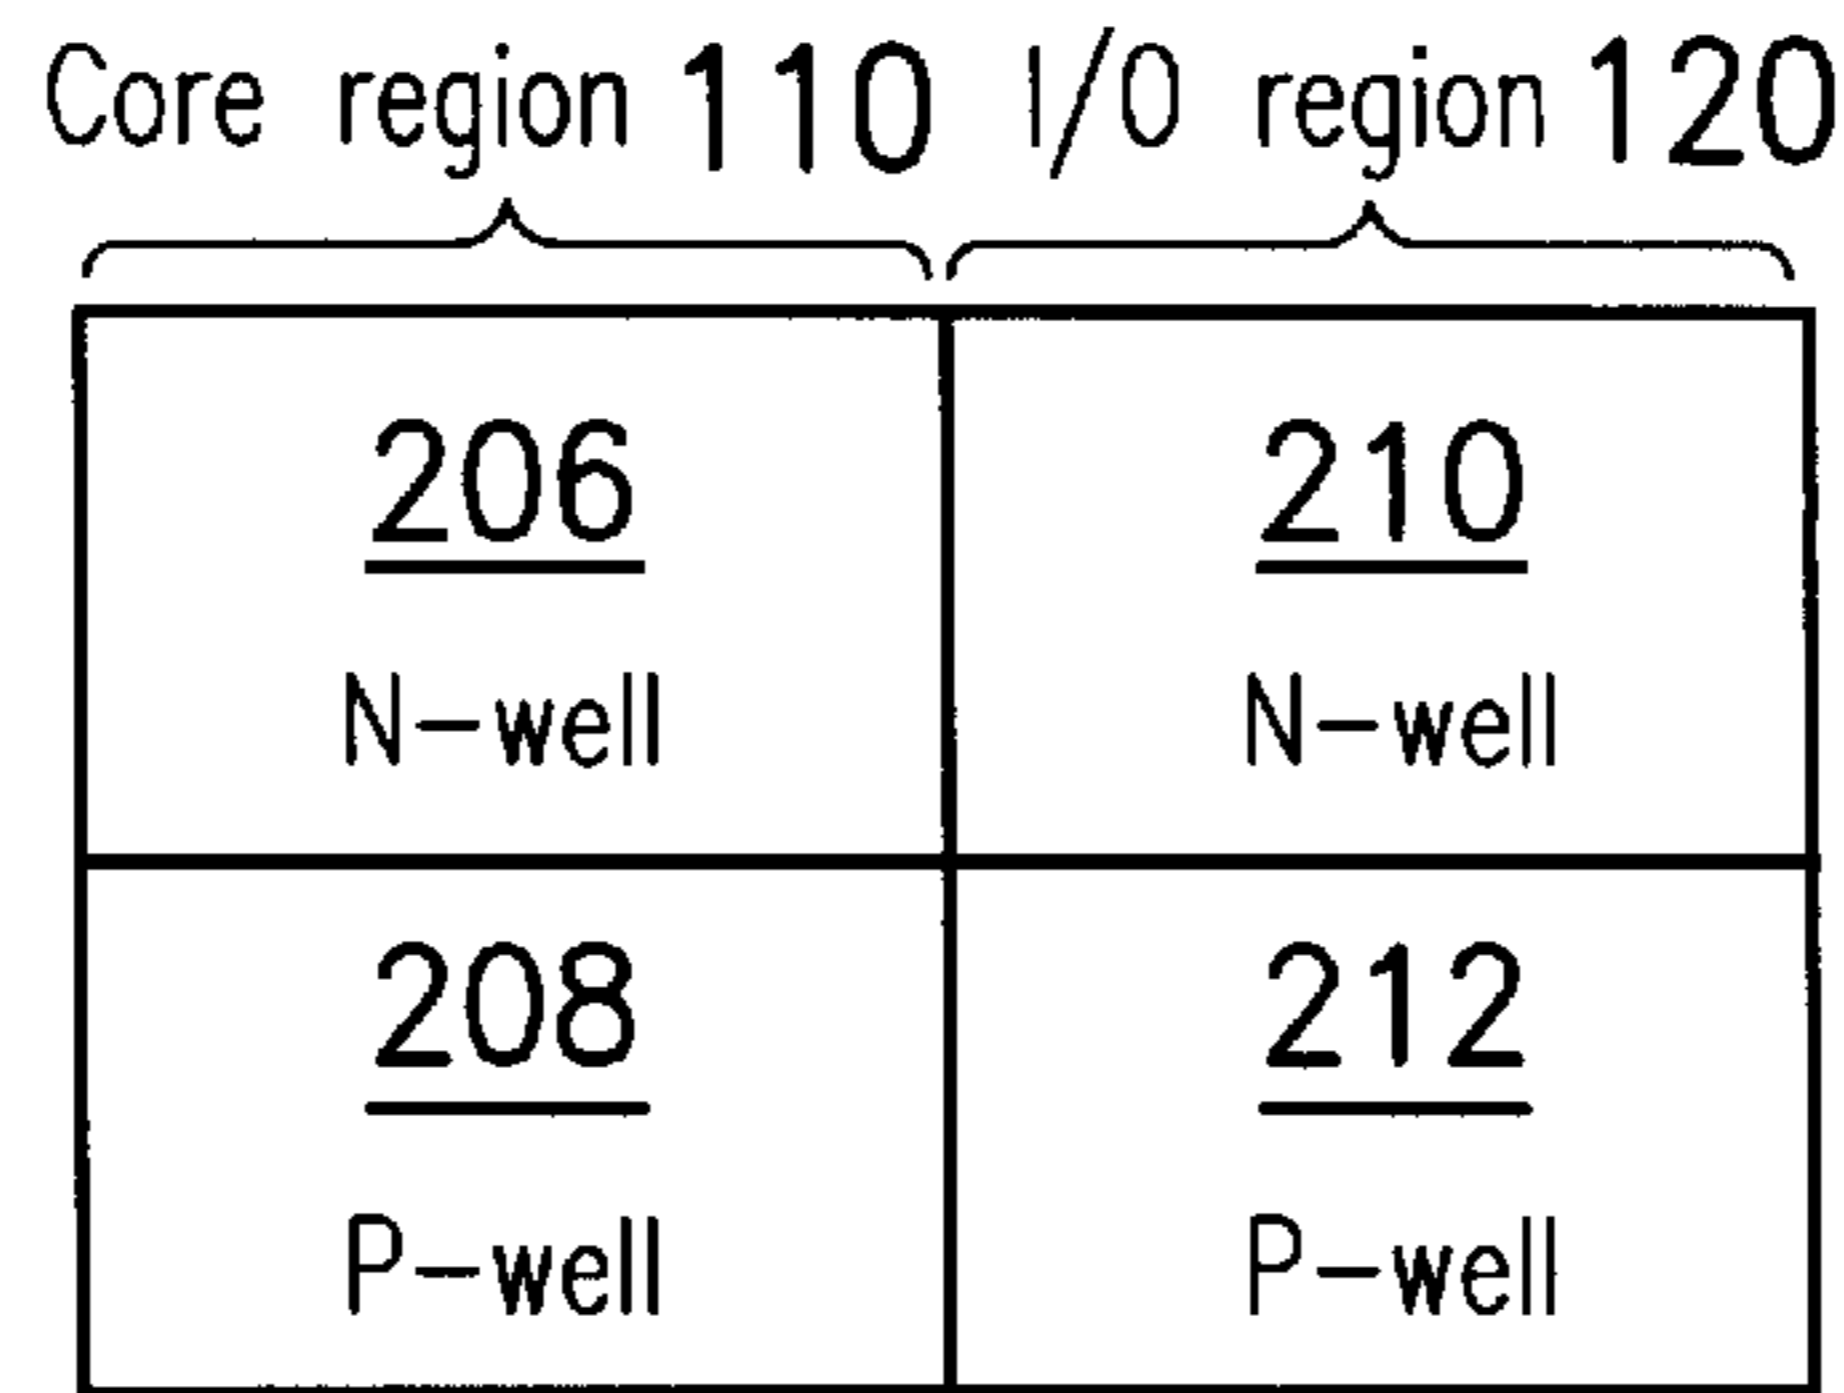 Core region 110 I/O region 120
206 210
N-well N-well
208 212
P-well P-well